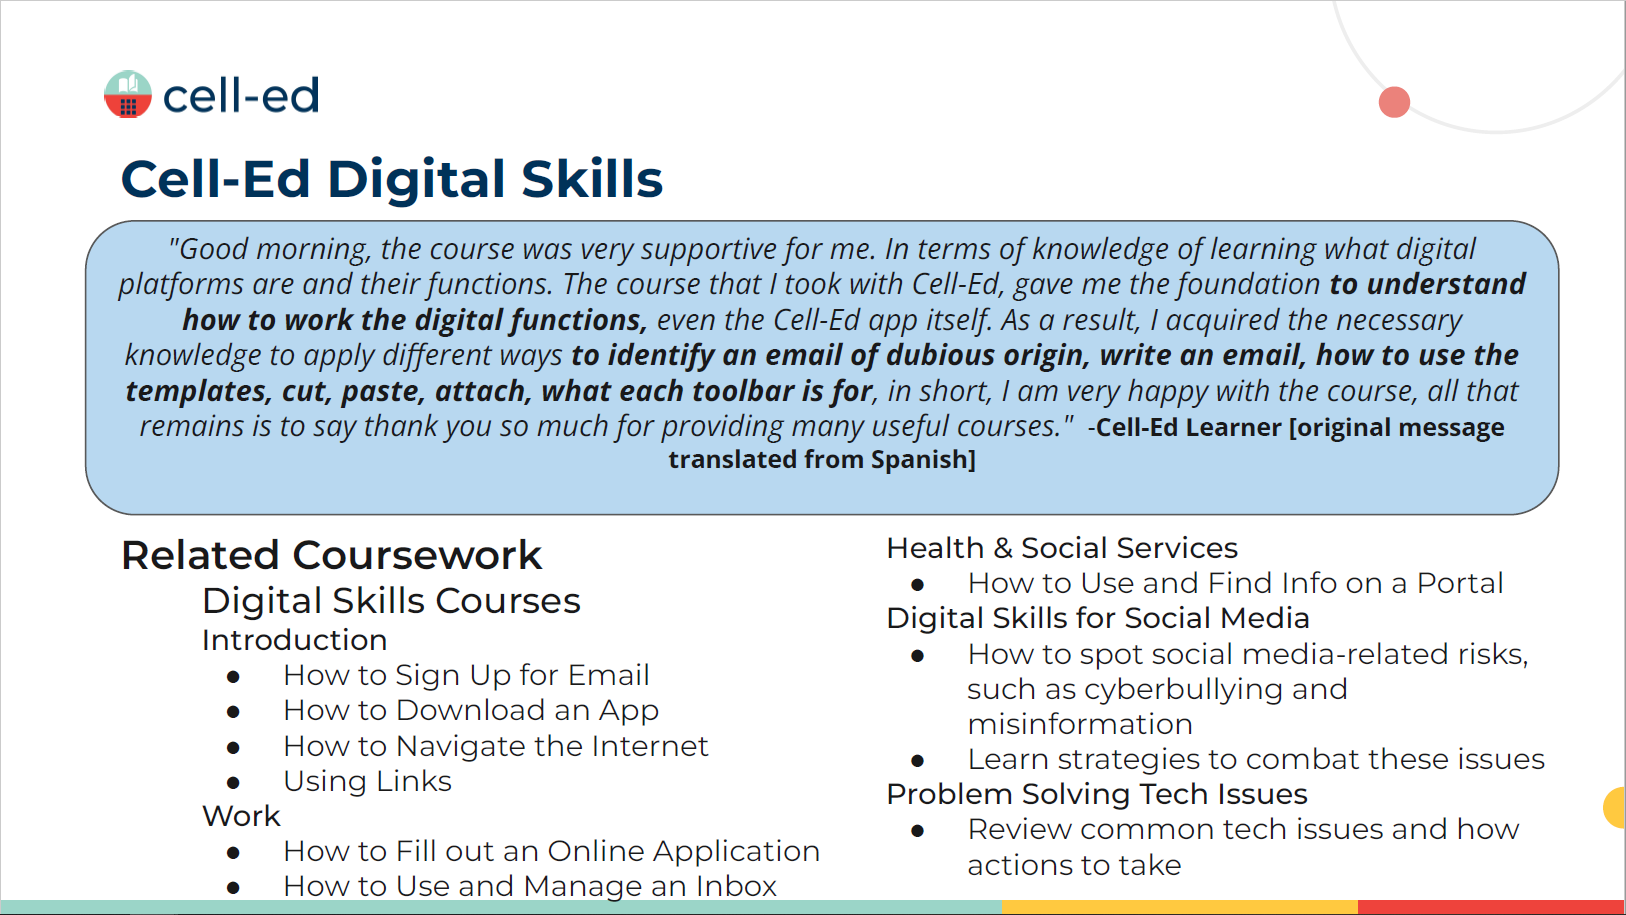 cell-ed
Cell-Ed Digital Skills
"Good morning, the course was very supportive for me. In terms of knowledge of learning what digital
platforms are and their functions. The course that I took with Cell-Ed, gave me the foundation to understand
how to work the digital functions, even the Cell-Ed app itself. As a result, I acquired the necessary
knowledge to apply different ways to identify an email of dubious origin, write an email, how to use the
templates, cut, paste, attach, what each toolbar is for, in short, I am very happy with the course, all that
remains is to say thank you so much for providing many useful courses." -Cell-Ed Learner [original message
translated from Spanish]
Related Coursework
Digital Skills Courses
Introduction
● How to Sign Up for Email
● How to Download an App
● How to Navigate the Internet
● Using Links
Work
● How to Fill out an Online Application
● How to Use and Manage an Inbox
Health & Social Services
● How to Use and Find Info on a Portal
Digital Skills for Social Media
● How to spot social media-related risks,
such as cyberbullying and
misinformation
● Learn strategies to combat these issues
Problem Solving Tech Issues
● Review common tech issues and how
actions to take